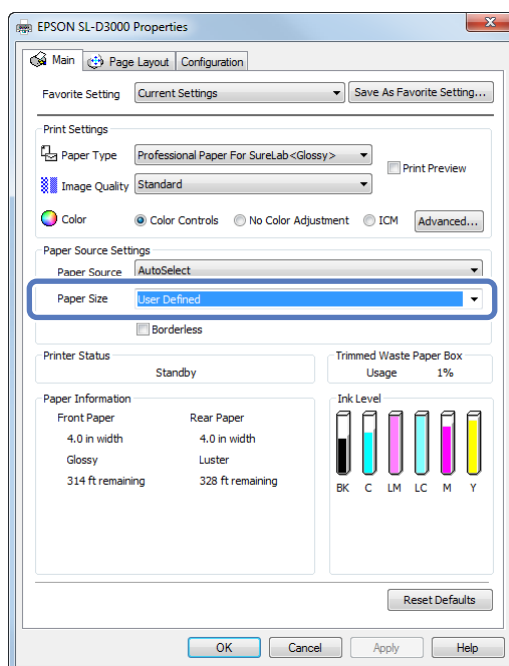 EPSON SL-D3000 Properties
Main Page Layout Configuration
Favorite Setting Current Settings Save As Favorite Setting...
Print Settings
Paper Type Professional Paper For SureLab<Glossy>
Print Preview
Image Quality Standard
Color Color Controls No Color Adjustment ICM Advanced...
Paper Source Settings
Paper Source AutoSelect
Paper Size User Defined
Borderless
Printer Status Trimmed Waste Paper Box
Standby Usage 1%
Paper Information Ink Level
Front Paper Rear Paper
4.0 in width 4.0 in width
Glossy Luster
314 ft remaining 328 ft remaining
BK C LM LC M Y
Reset Defaults
OK Cancel Apply Help